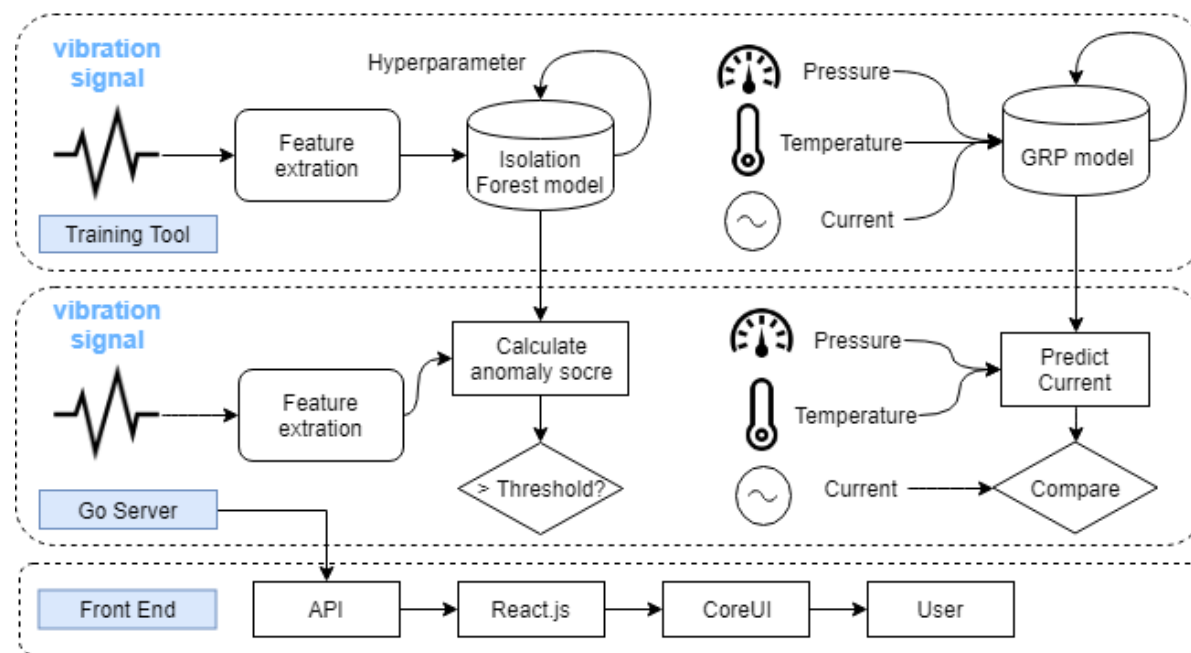 vibration
signal
Hyperparameter
Feature
extration
Isolation
Forest model
Training Tool
Pressure
Temperature
Current
GRP model
vibration
signal
Feature
extration
Calculate
anomaly socre
> Threshold?
Go Server
Pressure
Temperature
Current
Predict
Current
Compare
Front End
API
React.js
CoreUI
User